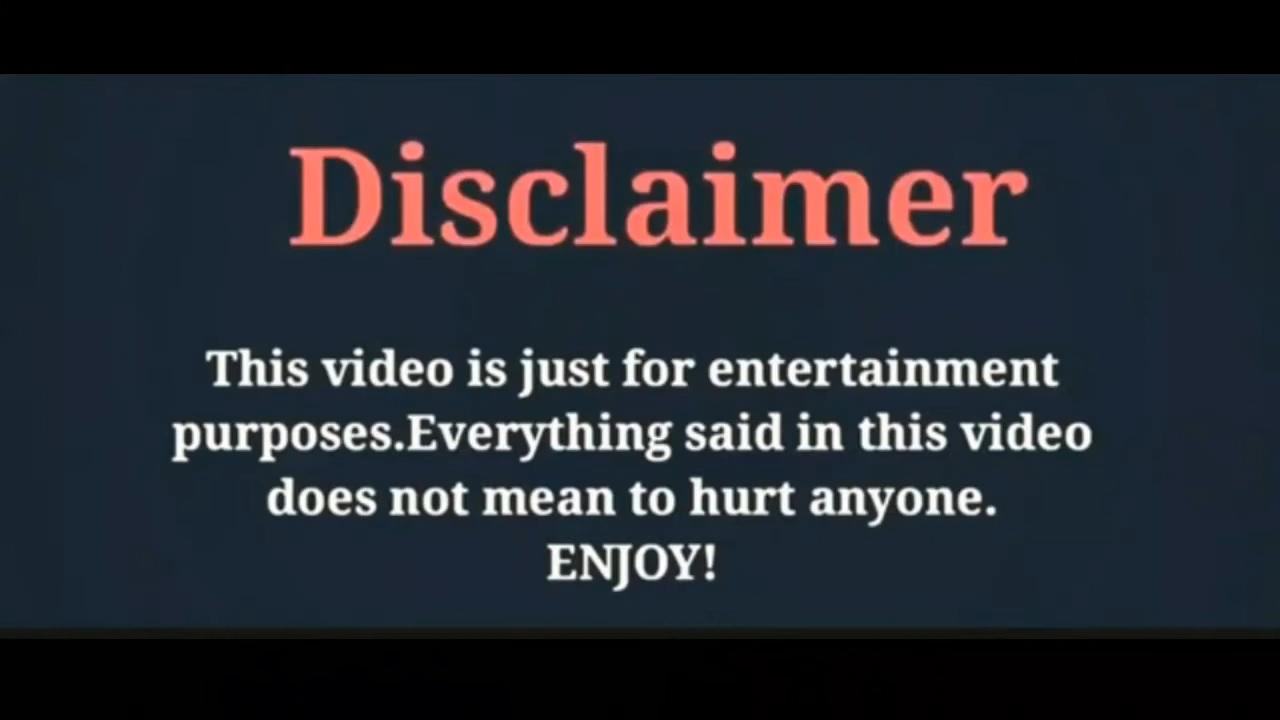 Disclaimer
This video is just for entertainment
purposes.Everything said in this video
does not mean to hurt anyone.
ENJOY!